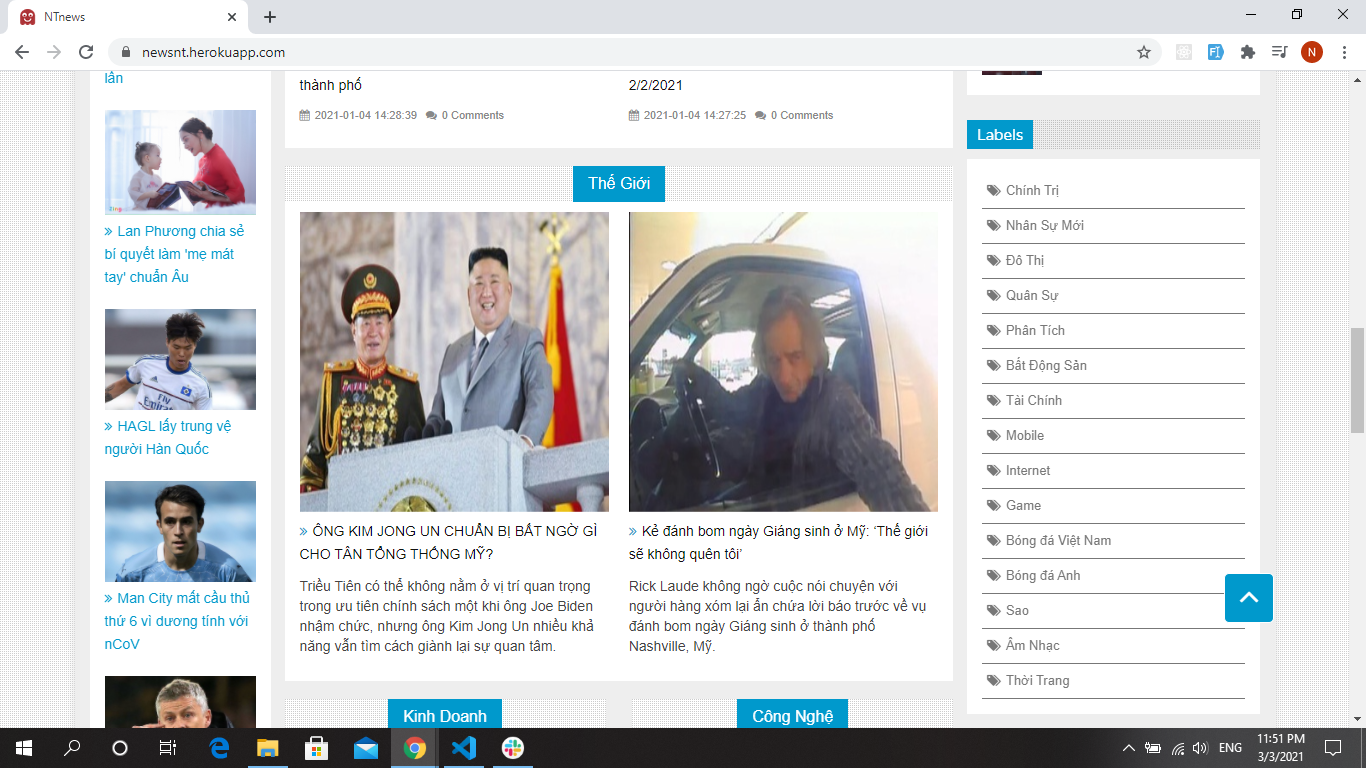 NTnews
newsnt.herokuapp.com
N
lần
» Lan Phương chia sẻ
bí quyết làm 'mẹ mát
tay' chuẩn Âu
» HAGL lấy trung vệ
người Hàn Quốc
» Man City mất cầu thủ
thứ 6 vì dương tính với
nCoV
thành phố
2021-01-04 14:28:39 0 Comments
2/2/2021
2021-01-04 14:27:25 0 Comments
Thế Giới
» ÔNG KIM JONG UN CHUẨN BỊ BẤT NGỜ GÌ
CHO TÂN TỔNG THỐNG MỸ?
Triều Tiên có thể không nằm ở vị trí quan trọng
trong ưu tiên chính sách một khi ông Joe Biden
nhậm chức, nhưng ông Kim Jong Un nhiều khả
năng vẫn tìm cách giành lại sự quan tâm.
» Kẻ đánh bom ngày Giáng sinh ở Mỹ: ‘Thế giới
sẽ không quên tôi’
Rick Laude không ngờ cuộc nói chuyện với
người hàng xóm lại ẩn chứa lời báo trước về vụ
đánh bom ngày Giáng sinh ở thành phố
Nashville, Mỹ.
Kinh Doanh
Công Nghệ
Labels
Chính Trị
Nhân Sự Mới
Đô Thị
Quân Sự
Phân Tích
Bất Động Sản
Tài Chính
Mobile
Internet
Game
Bóng đá Việt Nam
Bóng đá Anh
Sao
Âm Nhạc
Thời Trang
ENG
11:51 PM
3/3/2021